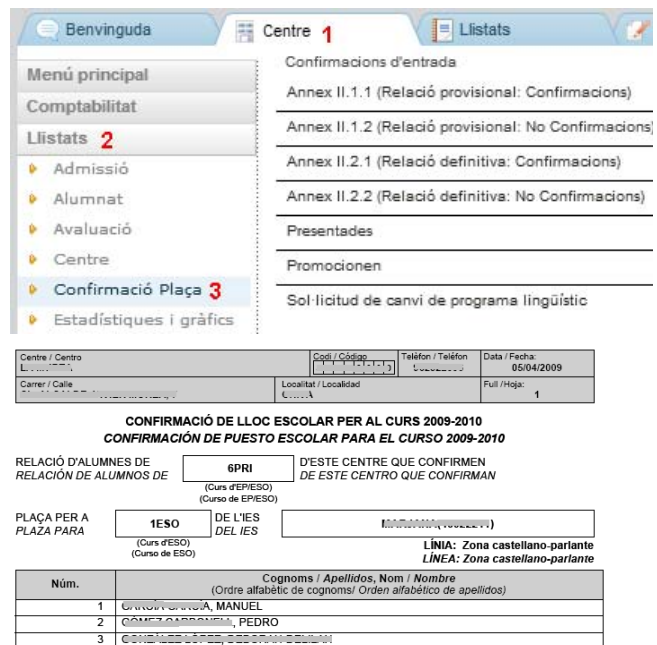 Benvinguda Centre 1 Llistats
Menú principal
Comptabilitat
Llistats 2
Admissió
Alumnat
Avaluació
Centre
Confirmació Plaça 3
Estadístiques i gràfics
Confirmacions d'entrada
Annex II.1.1 (Relació provisional: Confirmacions)
Annex II.1.2 (Relació provisional: No Confirmacions)
Annex II.2.1 (Relació definitiva: Confirmacions)
Annex II.2.2 (Relació definitiva: No Confirmacions)
Presentades
Promocionen
Sol·licitud de canvi de programa lingüístic
Centre / Centro Codi / Código Telèfon / Teléfon Data / Fecha:
05/04/2009
Carrer / Calle Localitat / Localidad Full /Hoja:
1
CONFIRMACIÓ DE LLOC ESCOLAR PER AL CURS 2009-2010
CONFIRMACIÓN DE PUESTO ESCOLAR PARA EL CURSO 2009-2010
RELACIÓ D'ALUMNES DE 6PRI D'ESTE CENTRE QUE CONFIRMEN
RELACIÓN DE ALUMNOS DE DE ESTE CENTRO QUE CONFIRMAN
(Curs d'EP/ESO)
(Curso de EP/ESO)
PLAÇA PER A 1ESO DE L'IES
PLAZA PARA DEL IES
(Curs d'ESO)
(Curso de ESO)
LÍNIA: Zona castellano-parlante
LÍNEA: Zona castellano-parlante
Núm. Cognoms / Apellidos, Nom / Nombre
(Ordre alfabètic de cognoms/ Orden alfabético de apellidos)
1 MANUEL
2 PEDRO
3